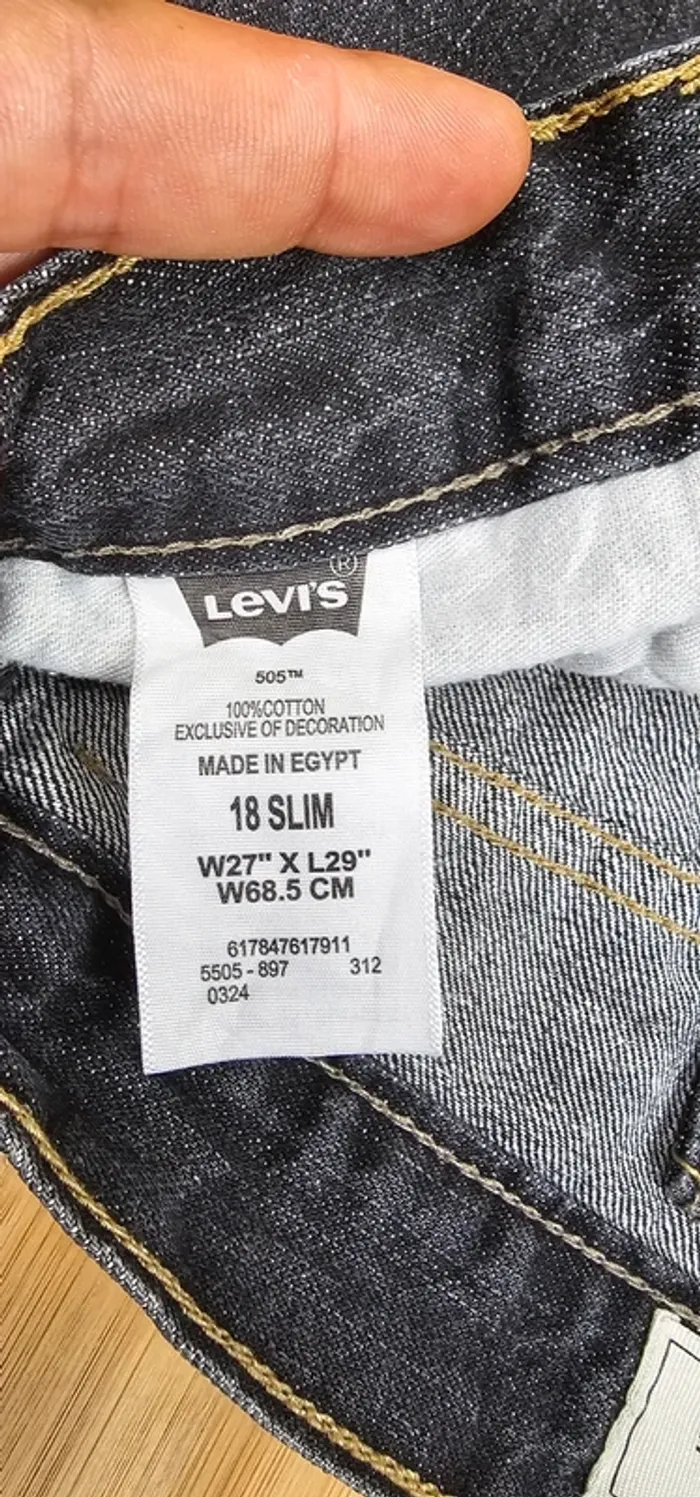 LEVI'S ®
505™
100%COTTON
EXCLUSIVE OF DECORATION
MADE IN EGYPT
18 SLIM
W27" X L29"
W68.5 CM
617847617911
5505 - 897 312
0324